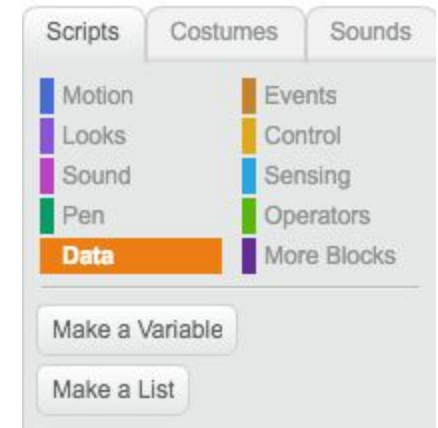 Scripts Costumes Sounds
Motion Events
Looks Control
Sound Sensing
Pen Operators
Data More Blocks
Make a Variable
Make a List